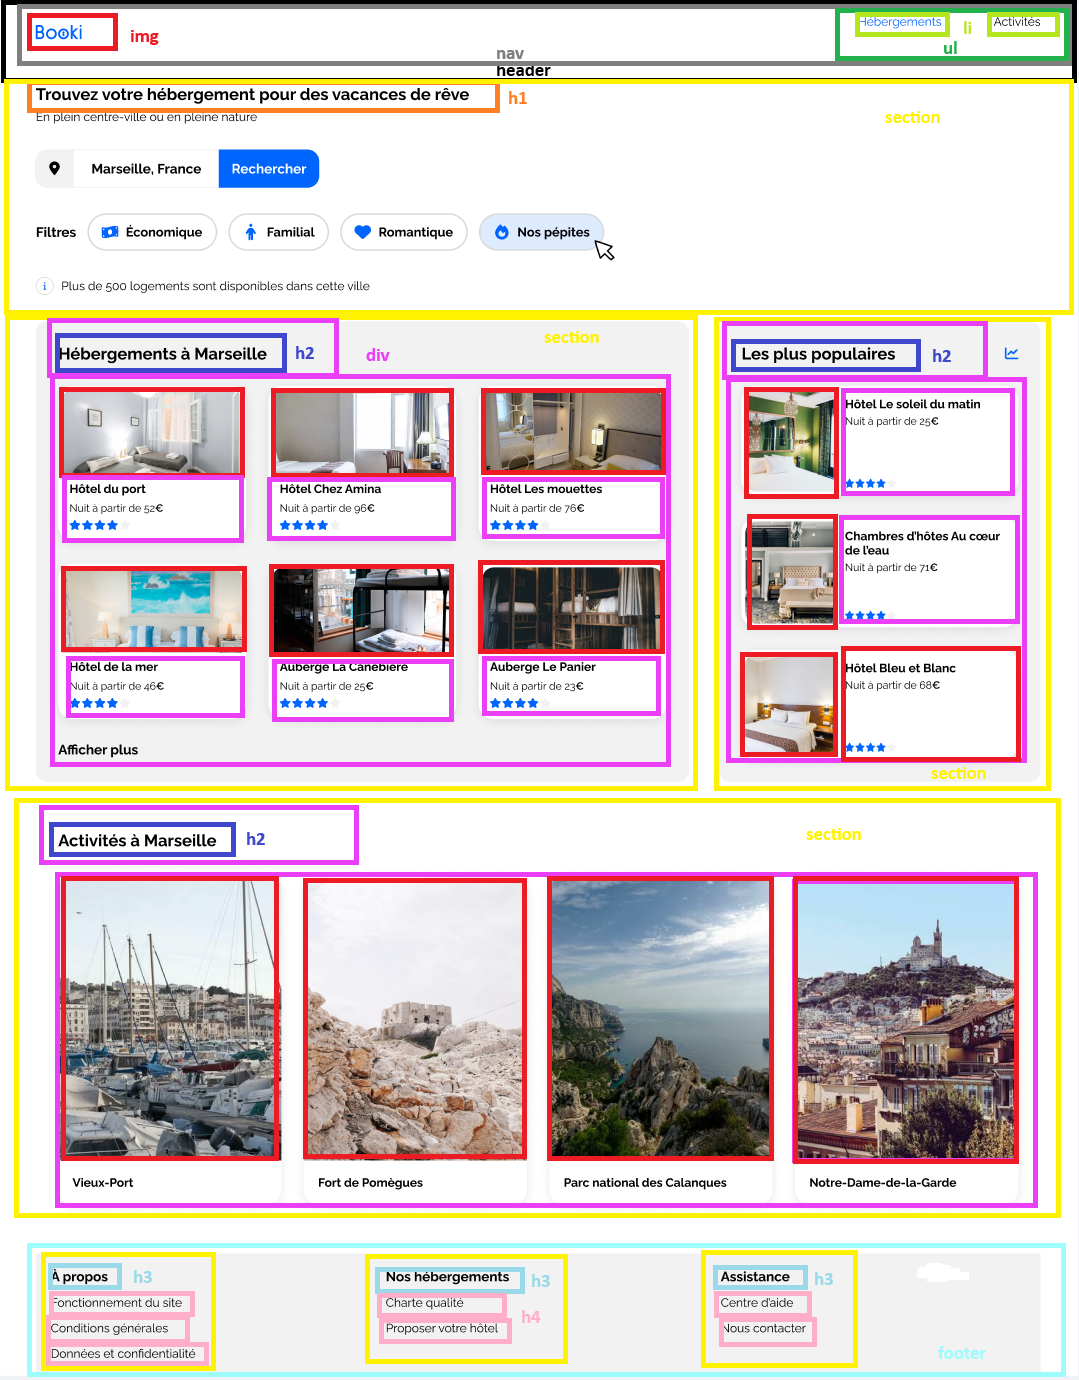 Booki
img
Hébergements
li
Activités
ul
nav
header
Trouvez votre hébergement pour des vacances de rêve
h1
En plein centre-ville ou en pleine nature
section
Marseille, France
Rechercher
Filtres
Économique
Familial
Romantique
Nos pépites
i
Plus de 500 logements sont disponibles dans cette ville
section
Hébergements à Marseille
h2
div
Hôtel du port
Nuit à partir de 52€
Hôtel Chez Amina
Nuit à partir de 96€
Hôtel Les mouettes
Nuit à partir de 76€
Hôtel de la mer
Nuit à partir de 46€
Auberge La Canebière
Nuit à partir de 25€
Auberge Le Panier
Nuit à partir de 23€
Afficher plus
Les plus populaires
h2
Hôtel Le soleil du matin
Nuit à partir de 25€
Chambres d'hôtes Au cœur
de l'eau
Nuit à partir de 71€
Hôtel Bleu et Blanc
Nuit à partir de 68€
section
Activités à Marseille
h2
section
Vieux-Port
Fort de Pomègues
Parc national des Calanques
Notre-Dame-de-la-Garde
À propos
h3
Fonctionnement du site
Conditions générales
Données et confidentialité
Nos hébergements
h3
Charte qualité
h4
Proposer votre hôtel
Assistance
h3
Centre d'aide
Nous contacter
footer